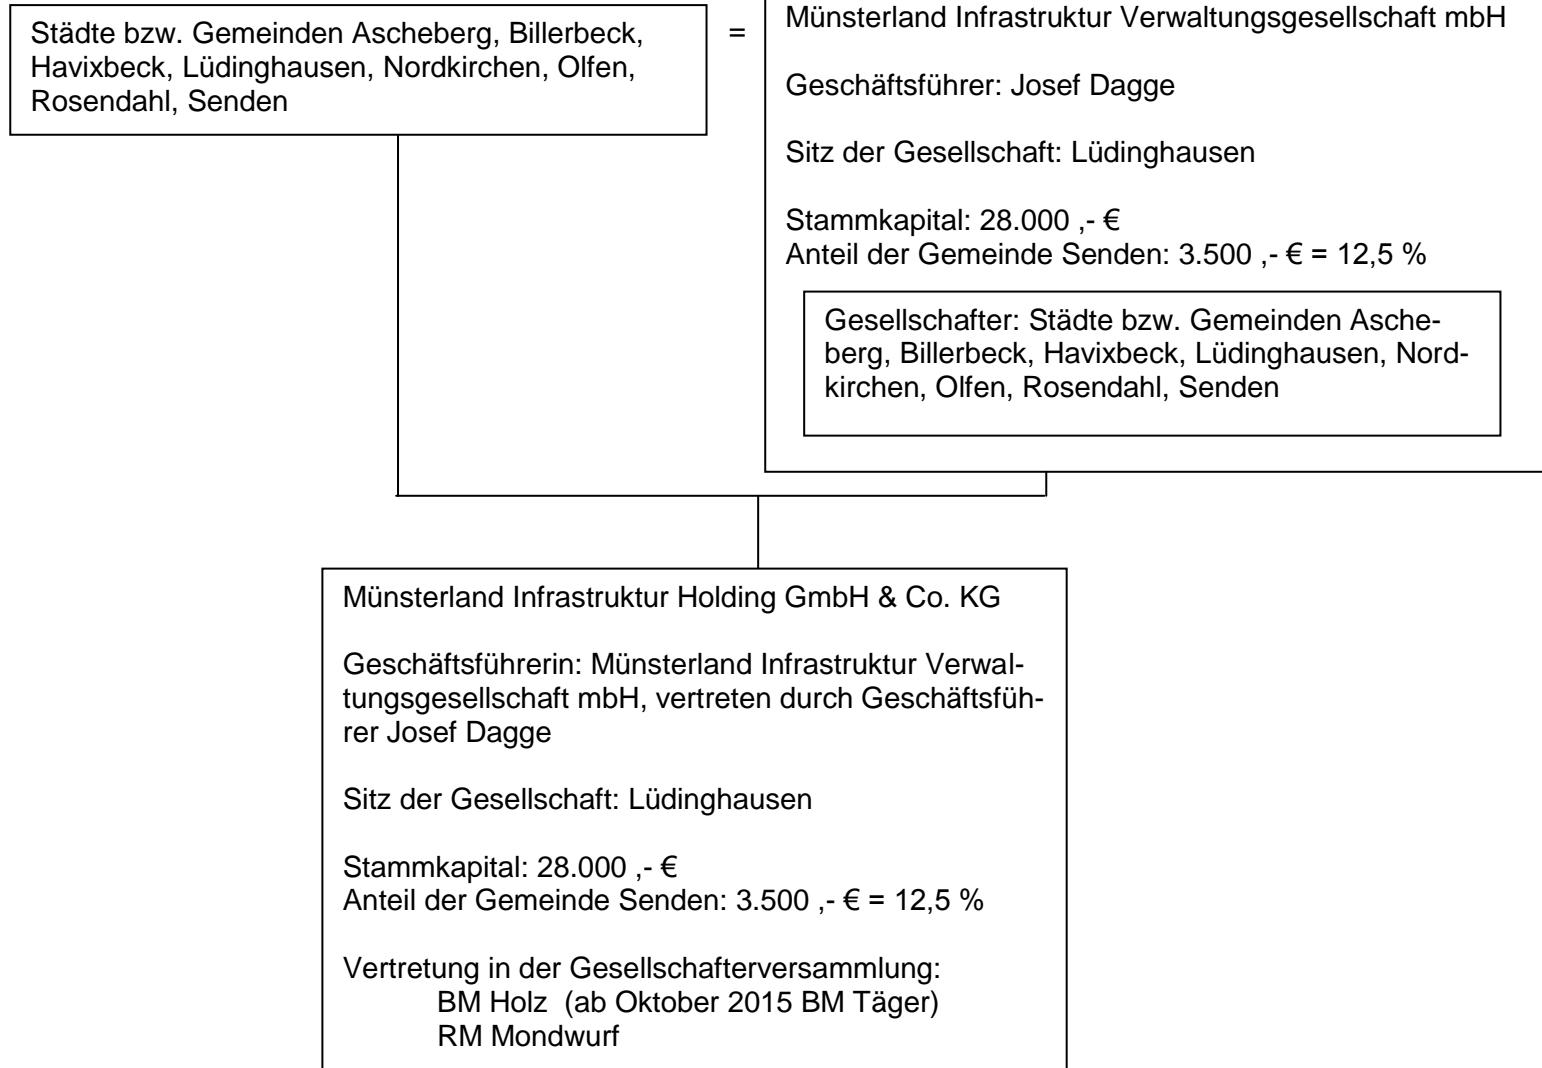 Städte bzw. Gemeinden Ascheberg, Billerbeck,
Havixbeck, Lüdinghausen, Nordkirchen, Olfen,
Rosendahl, Senden
=
Münsterland Infrastruktur Verwaltungsgesellschaft mbH
Geschäftsführer: Josef Dagge
Sitz der Gesellschaft: Lüdinghausen
Stammkapital: 28.000 ,- €
Anteil der Gemeinde Senden: 3.500 ,- € = 12,5 %
Gesellschafter: Städte bzw. Gemeinden Asche-
berg, Billerbeck, Havixbeck, Lüdinghausen, Nord-
kirchen, Olfen, Rosendahl, Senden
Münsterland Infrastruktur Holding GmbH & Co. KG
Geschäftsführerin: Münsterland Infrastruktur Verwal-
tungsgesellschaft mbH, vertreten durch Geschäftsfüh-
rer Josef Dagge
Sitz der Gesellschaft: Lüdinghausen
Stammkapital: 28.000 ,- €
Anteil der Gemeinde Senden: 3.500 ,- € = 12,5 %
Vertretung in der Gesellschafterversammlung:
BM Holz  (ab Oktober 2015 BM Täger)
RM Mondwurf